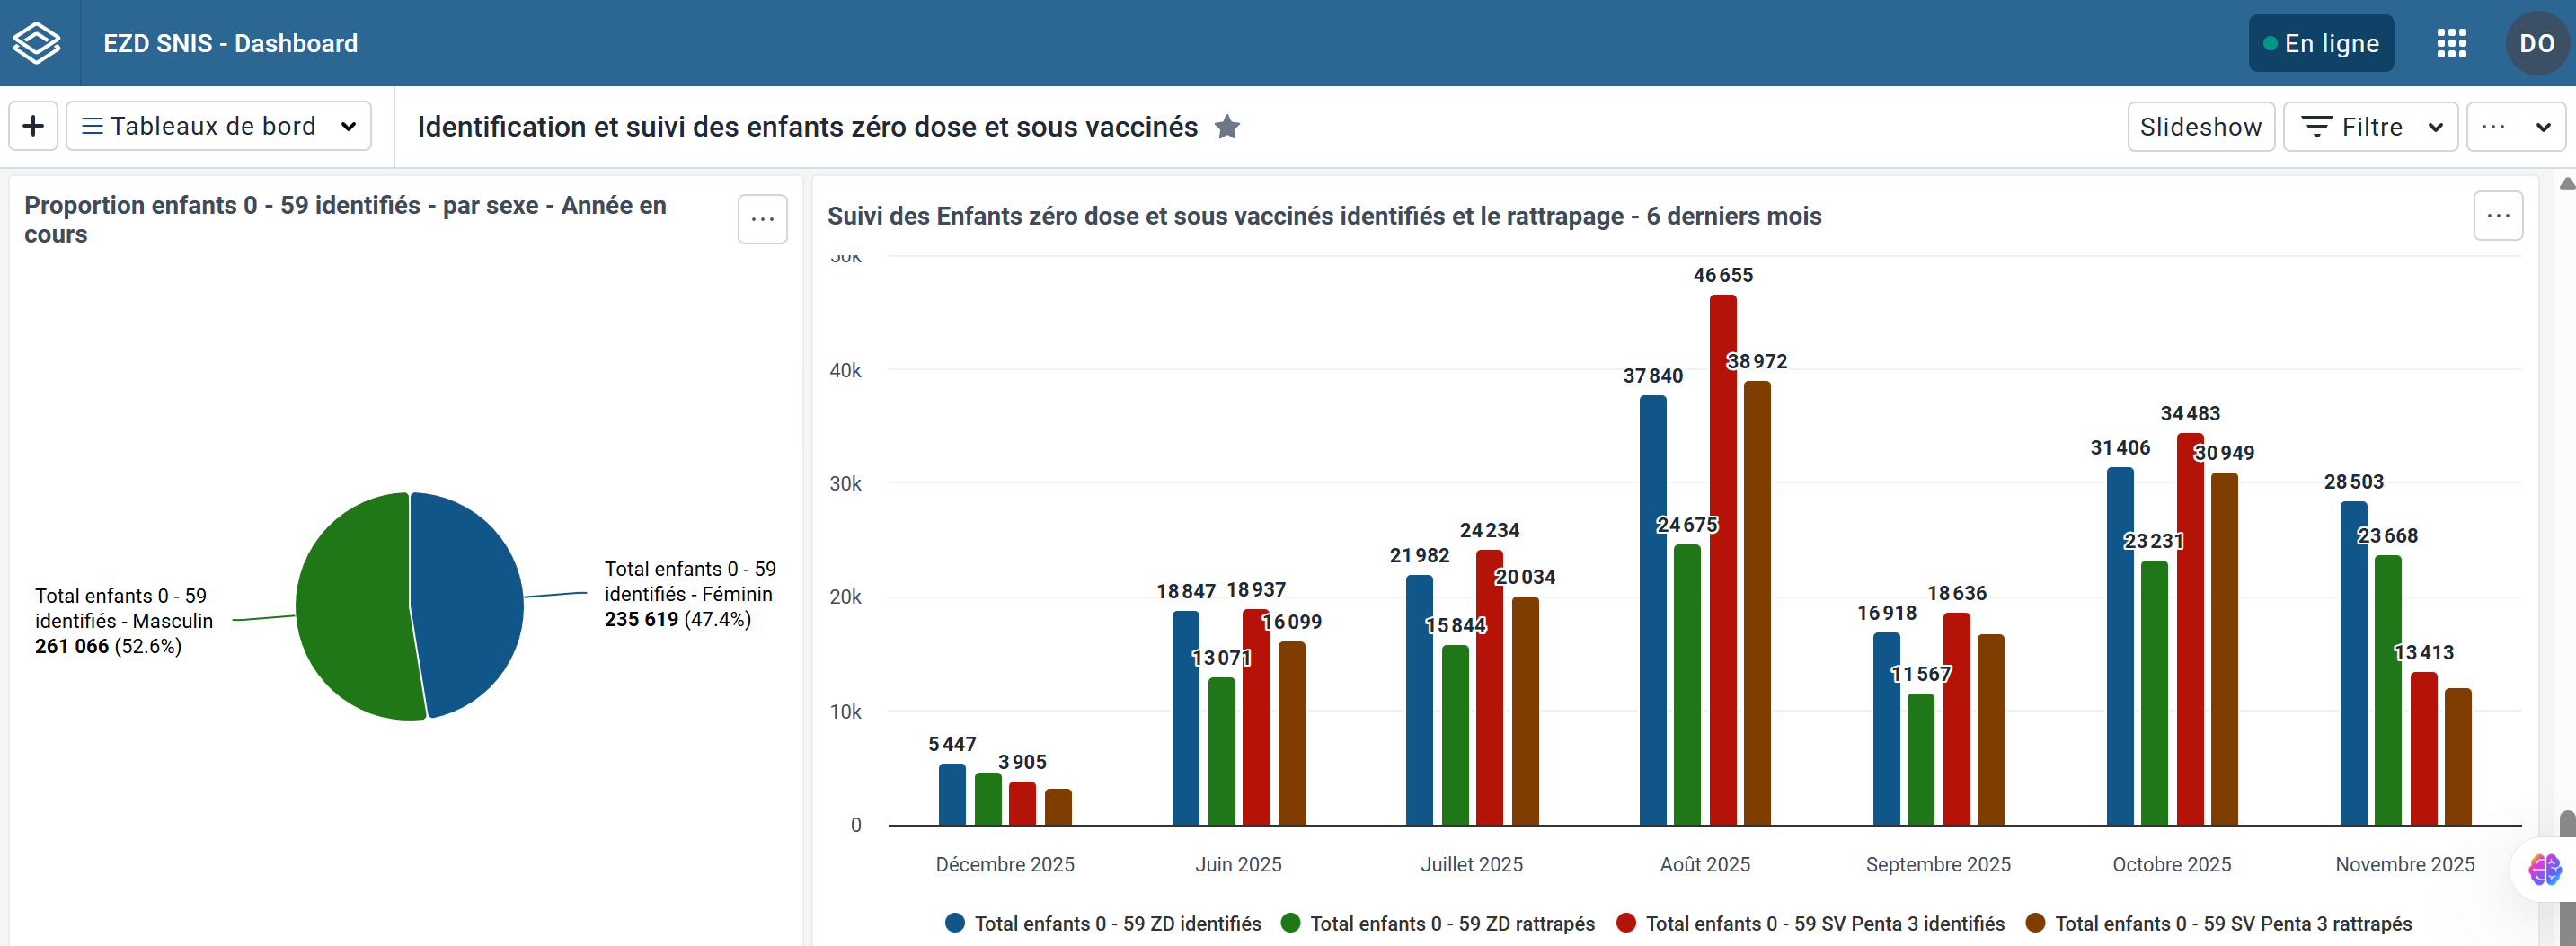 EZD SNIS - Dashboard
En ligne
DO
Tableaux de bord
Identification et suivi des enfants zéro dose et sous vaccinés
Slideshow
Filtre
Proportion enfants 0 - 59 identifiés - par sexe - Année en
cours
Total enfants 0 - 59
identifiés - Masculin
261 066 (52.6%)
Total enfants 0 - 59
identifiés - Féminin
235 619 (47.4%)
Suivi des Enfants zéro dose et sous vaccinés identifiés et le rattrapage - 6 derniers mois
50k
40k
30k
20k
10k
0
5 447
3 905
18 847
13 071
18 937
16 099
21 982
15 844
24 234
20 034
37 840
24 675
46 655
38 972
16 918
11 567
18 636
31 406
23 231
34 483
30 949
28 503
23 668
13 413
Décembre 2025
Juin 2025
Juillet 2025
Août 2025
Septembre 2025
Octobre 2025
Novembre 2025
Total enfants 0 - 59 ZD identifiés
Total enfants 0 - 59 ZD rattrapés
Total enfants 0 - 59 SV Penta 3 identifiés
Total enfants 0 - 59 SV Penta 3 rattrapés